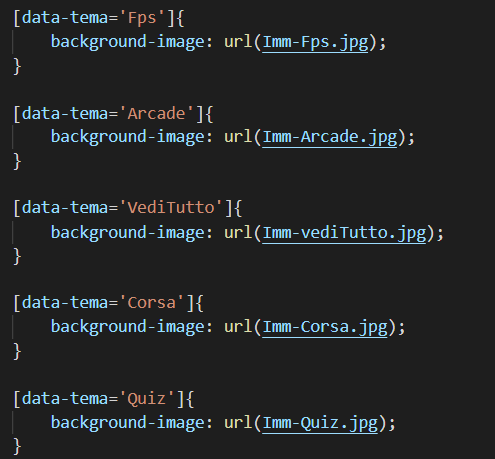 [data-tema='Fps']{
    background-image: url(Imm-Fps.jpg);
}

[data-tema='Arcade']{
    background-image: url(Imm-Arcade.jpg);
}

[data-tema='VediTutto']{
    background-image: url(Imm-vediTutto.jpg);
}

[data-tema='Corsa']{
    background-image: url(Imm-Corsa.jpg);
}

[data-tema='Quiz']{
    background-image: url(Imm-Quiz.jpg);
}